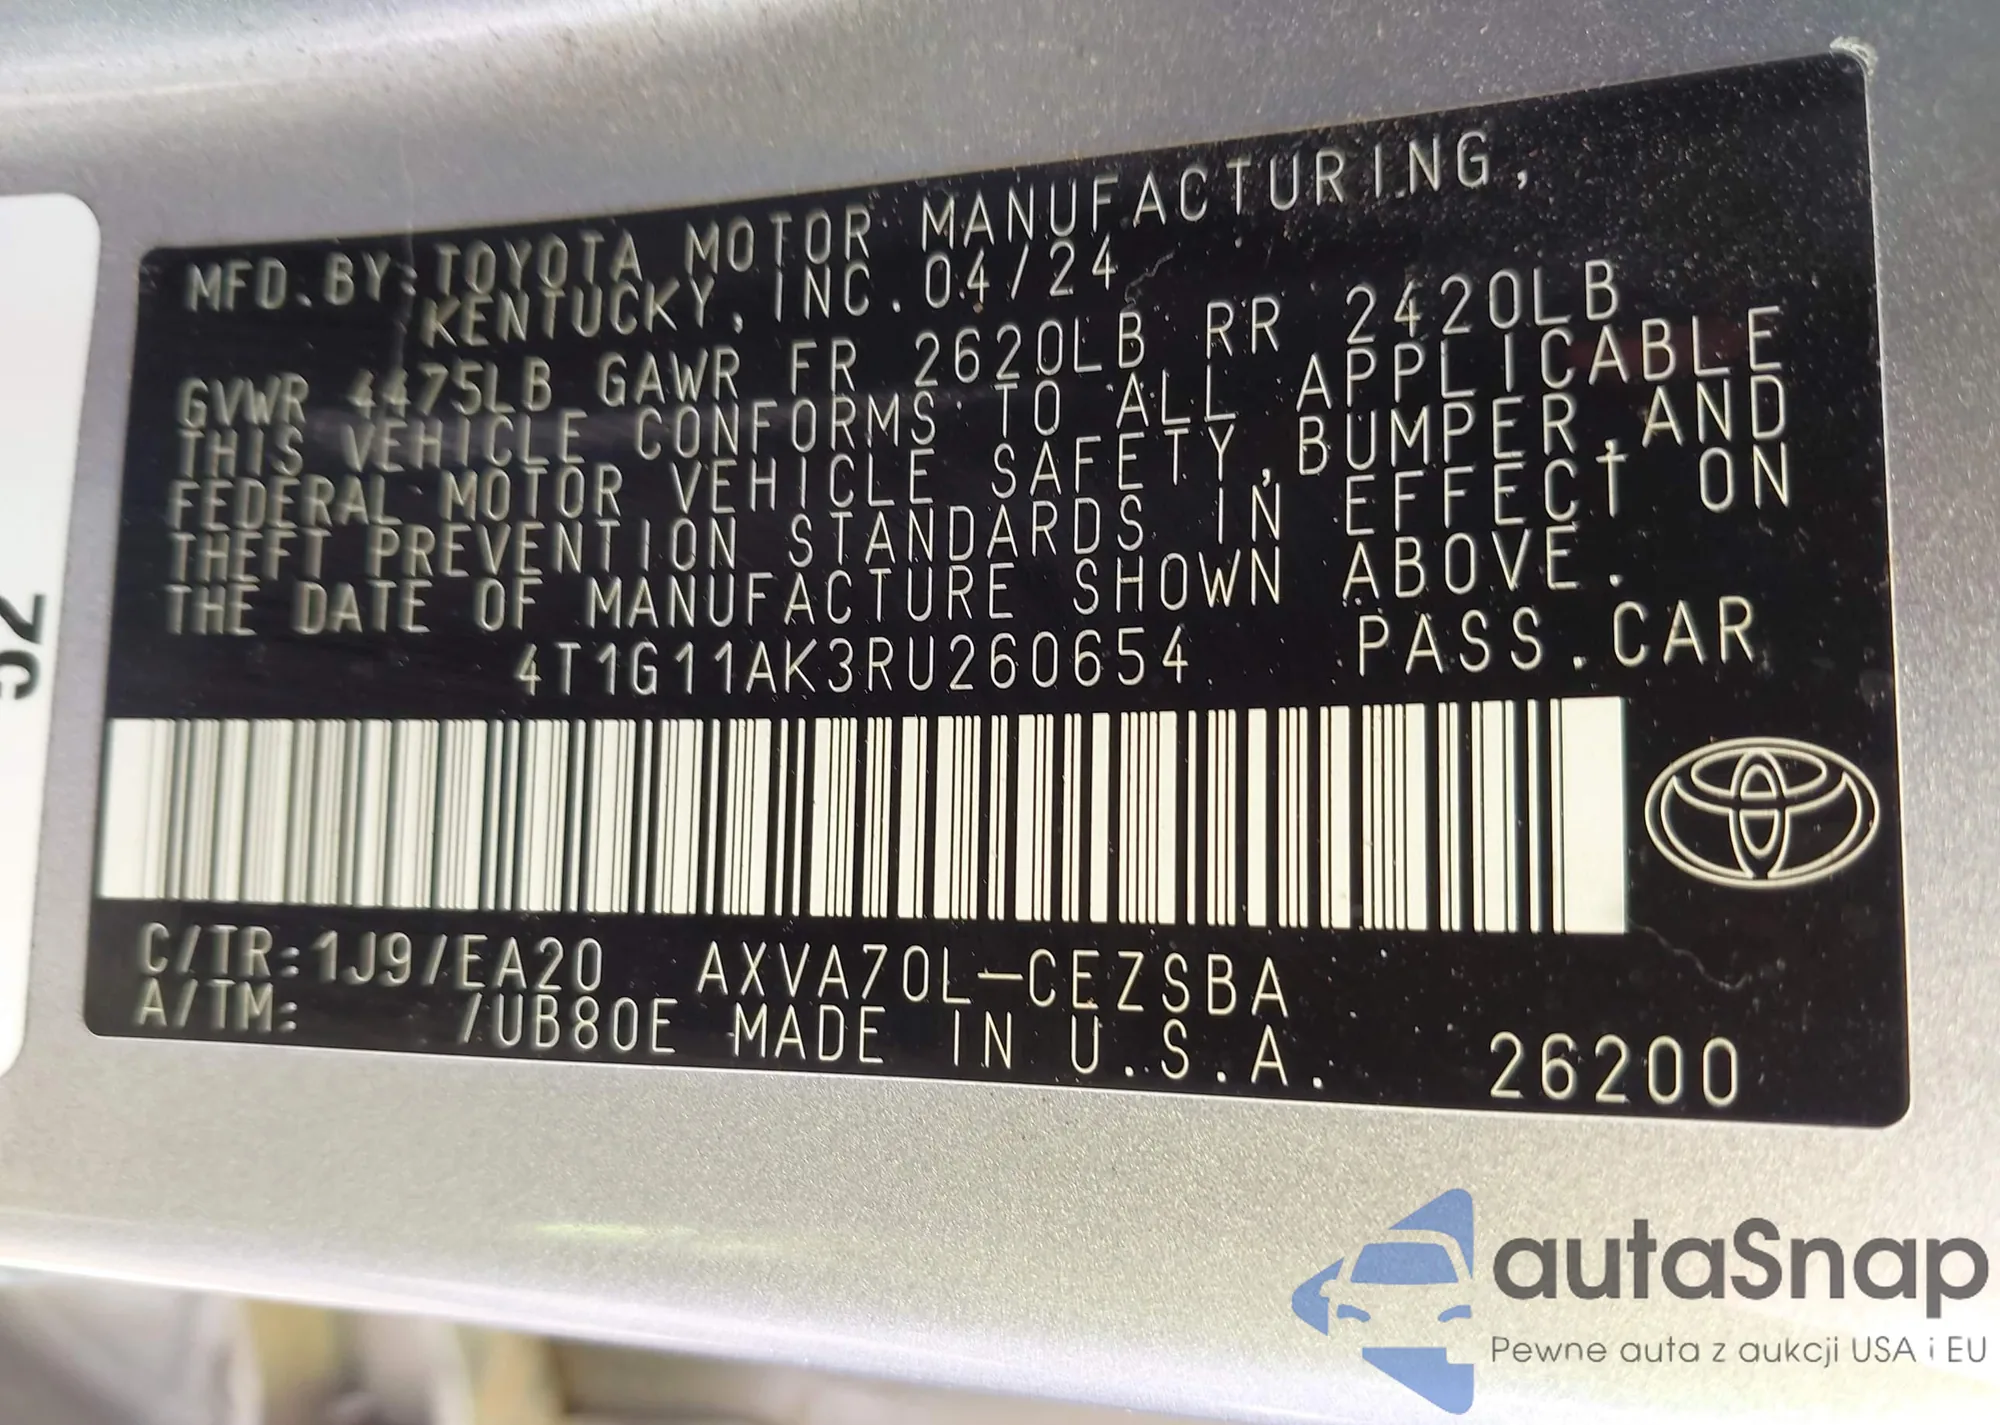 MFD. BY: TOYOTA MOTOR MANUFACTURING,
KENTUCKY, INC. 04/24
GVWR 4475LB GAWR FR 2620LB RR 2420LB
THIS VEHICLE CONFORMS TO ALL APPLICABLE
FEDERAL MOTOR VEHICLE SAFETY, BUMPER, AND
THEFT PREVENTION STANDARDS IN EFFECT ON
THE DATE OF MANUFACTURE SHOWN ABOVE.
4T1G11AK3RU260654 PASS. CAR
C/TR: 1J9/EA20 AXVA70L-CEZSBA
A/TM: /UB80E MADE IN U.S.A. 26200
52
autaSnap
Pewne auta z aukcji USA i EU